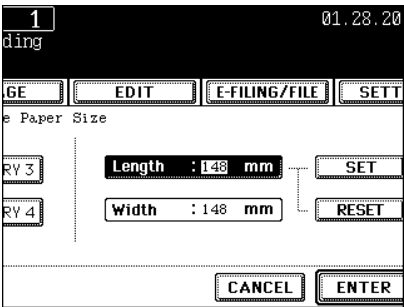 1 01.28.20
ding
GE EDIT E-FILING/FILE SETT
e Paper Size
RY 3 Length :148 mm SET
RY 4 Width :148 mm RESET
CANCEL ENTER